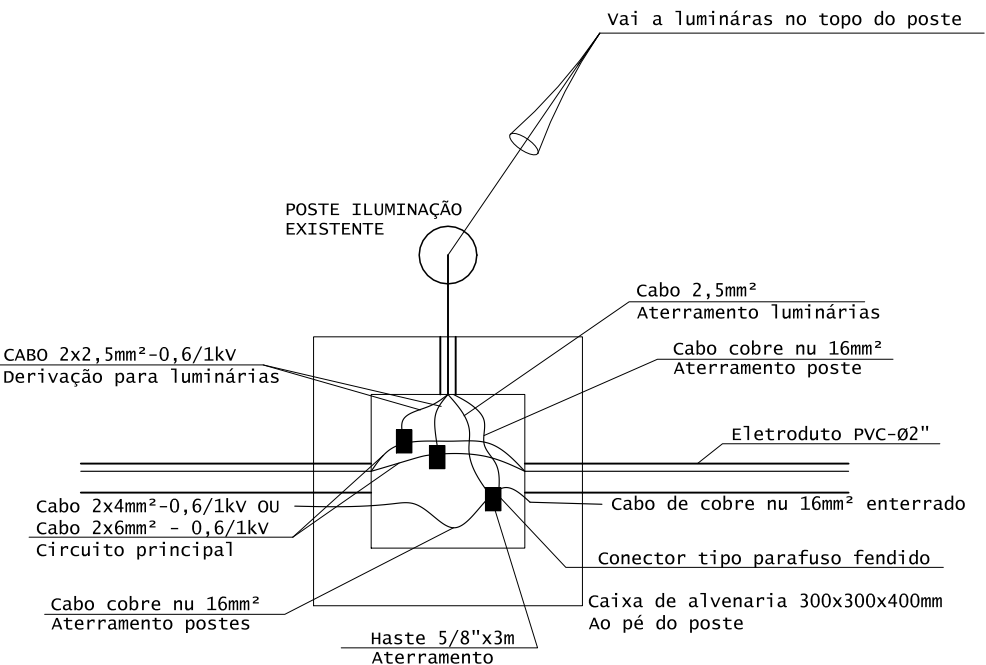 Vai a lumináras no topo do poste
POSTE ILUMINAÇÃO
EXISTENTE
Cabo 2,5mm²
Aterramento luminárias
CABO 2x2,5mm²-0,6/1kV
Derivação para luminárias
Cabo cobre nu 16mm²
Aterramento poste
Eletroduto PVC-Ø2"
Cabo 2x4mm²-0,6/1kV OU
Cabo 2x6mm² - 0,6/1kV
Circuito principal
Cabo de cobre nu 16mm² enterrado
Conector tipo parafuso fendido
Cabo cobre nu 16mm²
Aterramento postes
Caixa de alvenaria 300x300x400mm
Ao pé do poste
Haste 5/8"x3m
Aterramento